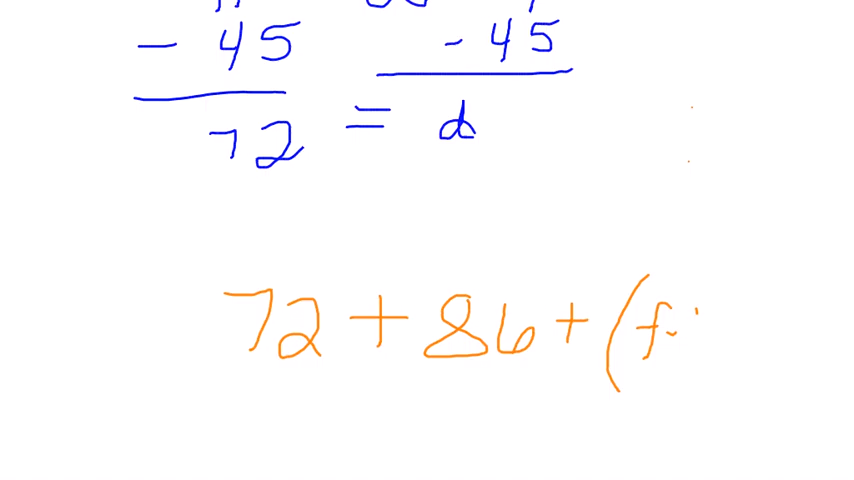 - 45 - 45
72 = d
72 + 86 + (f-